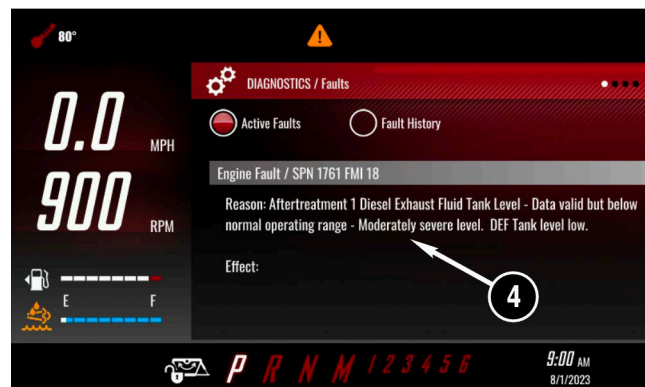 80°
DIAGNOSTICS / Faults
Active Faults
Fault History
0.0 MPH
900 RPM
Engine Fault / SPN 1761 FMI 18
Reason: Aftertreatment 1 Diesel Exhaust Fluid Tank Level - Data valid but below
normal operating range - Moderately severe level. DEF Tank level low.
Effect:
4
E F
P R N M 1 2 3 4 5 6
9:00 AM
8/1/2023